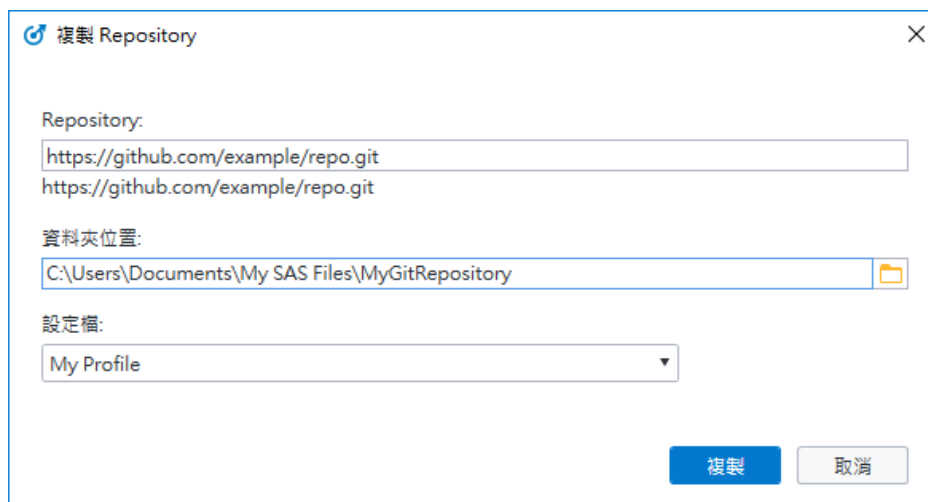 複製 Repository
Repository:
https://github.com/example/repo.git
https://github.com/example/repo.git
資料夾位置:
C:\Users\Documents\My SAS Files\MyGitRepository
設定檔:
My Profile
複製
取消